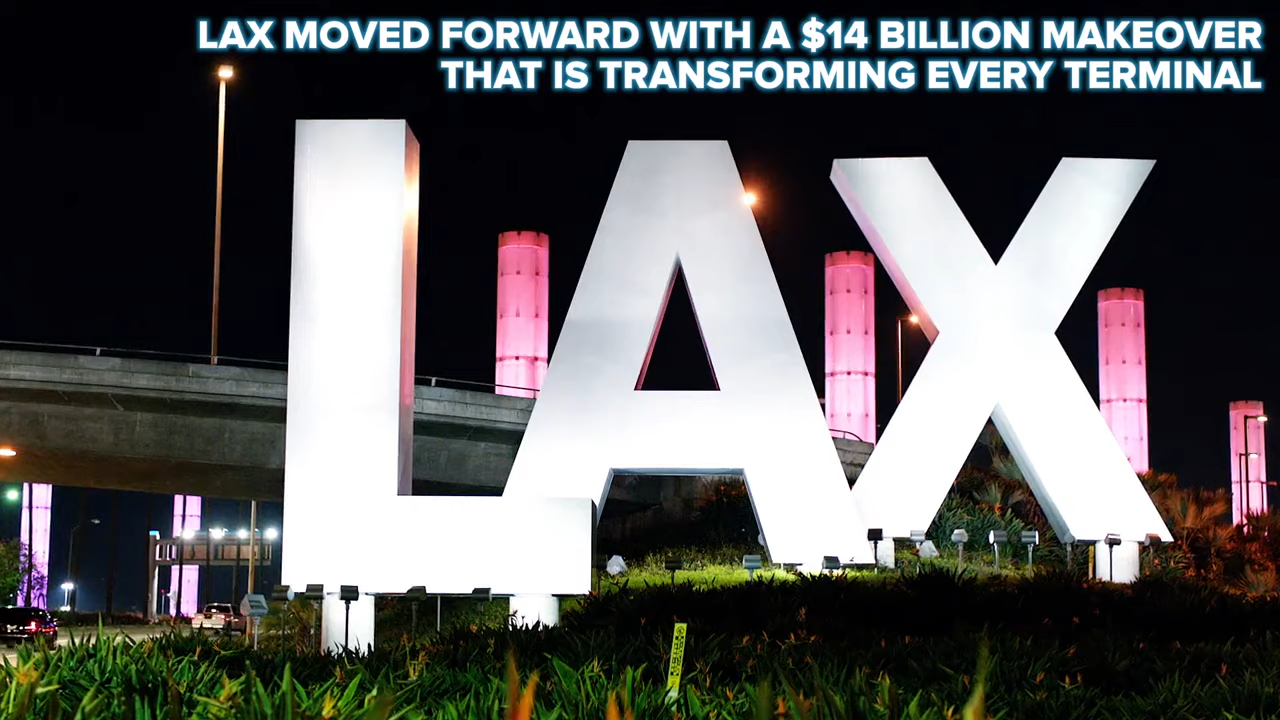 LAX MOVED FORWARD WITH A $14 BILLION MAKEOVER
THAT IS TRANSFORMING EVERY TERMINAL
LAX